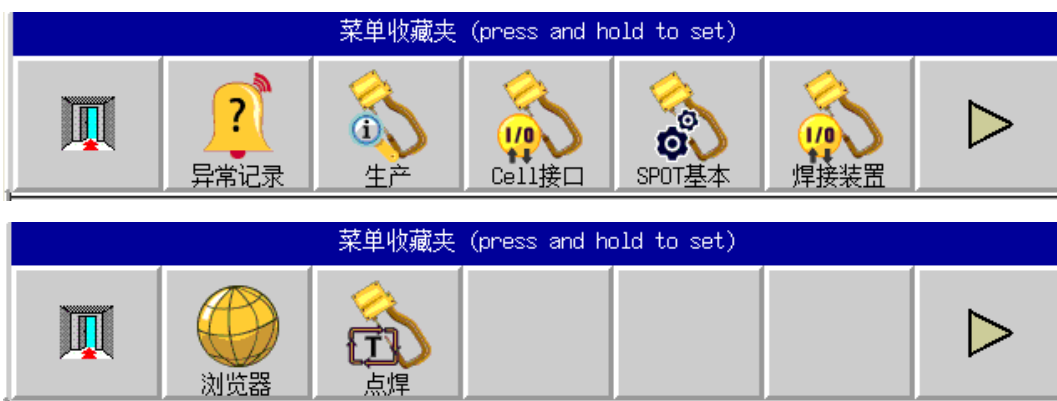 菜单收藏夹 (press and hold to set)
?
i
I/O
I/O
异常记录
生产
Cell接口
SPOT基本
焊接装置
菜单收藏夹 (press and hold to set)
T
浏览器
点焊